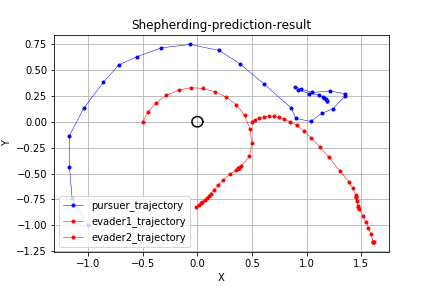 Shepherding-prediction-result
0.75
0.50
0.25
0.00
−0.25
−0.50
−0.75
−1.00
−1.25
Y
pursuer_trajectory
evader1_trajectory
evader2_trajectory
−1.0 −0.5 0.0 0.5 1.0 1.5
X